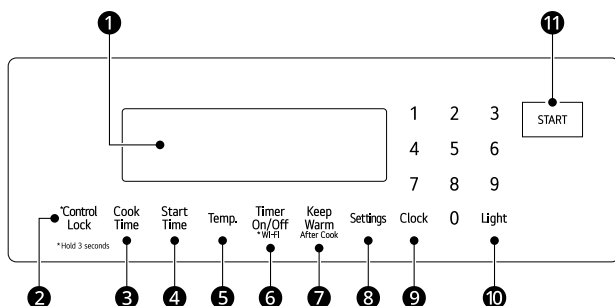 1 11
1 2 3 START
4 5 6
7 8 9
*Control Lock Cook Time Start Time Temp. Timer On/Off *WI-FI Keep Warm After Cook Settings Clock 0 Light
*Hold 3 seconds
2 3 4 5 6 7 8 9 10